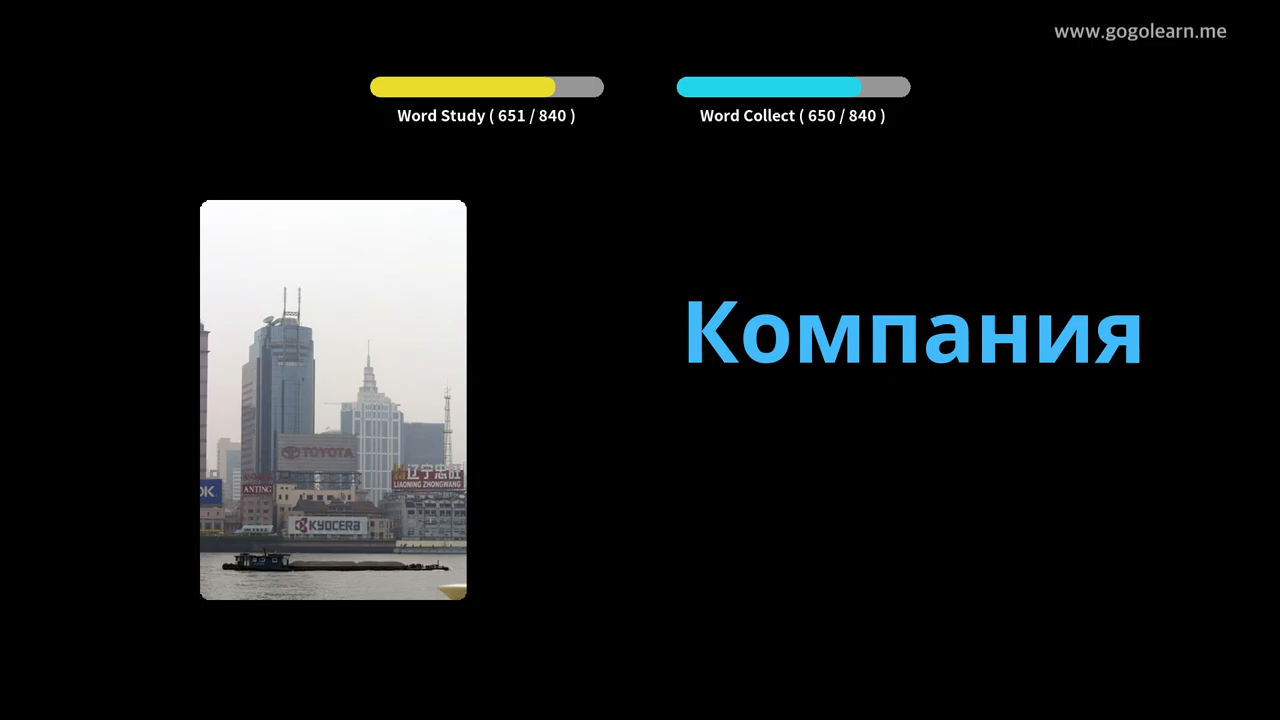 www.gogolearn.me
Word Study ( 651 / 840 )
Word Collect ( 650 / 840 )
Компания
TOYOTA
辽宁忠旺
LIAONING ZHONGWANG
OK
ANTING
KYOCERA